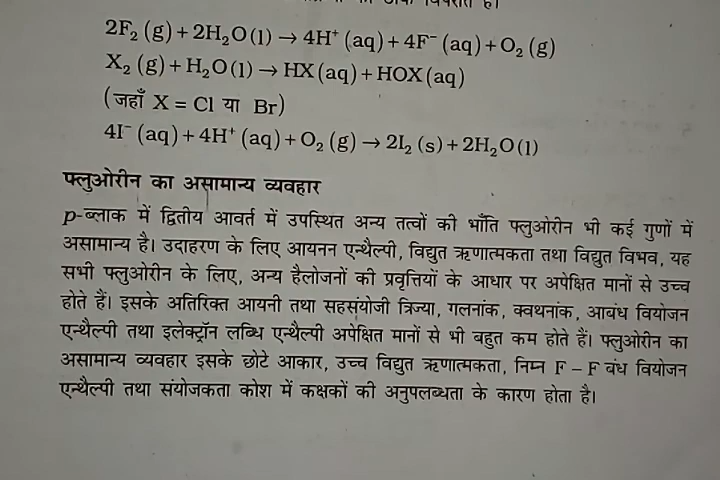 2F₂ (g) + 2H₂O (l) → 4H⁺ (aq) + 4F⁻ (aq) + O₂ (g)
X₂ (g) + H₂O (l) → HX (aq) + HOX (aq)
(जहाँ X = Cl या Br)
4I⁻ (aq) + 4H⁺ (aq) + O₂ (g) → 2I₂ (s) + 2H₂O (l)
फ्लुओरीन का असामान्य व्यवहार
p-ब्लाक में द्वितीय आवर्त में उपस्थित अन्य तत्वों की भाँति फ्लुओरीन भी कई गुणों में
असामान्य है। उदाहरण के लिए आयनन एन्थैल्पी, विद्युत ऋणात्मकता तथा विद्युत विभव, यह
सभी फ्लुओरीन के लिए, अन्य हैलोजनों की प्रवृत्तियों के आधार पर अपेक्षित मानों से उच्च
होते हैं। इसके अतिरिक्त आयनी तथा सहसंयोजी त्रिज्या, गलनांक, क्वथनांक, आबंध वियोजन
एन्थैल्पी तथा इलेक्ट्रॉन लब्धि एन्थैल्पी अपेक्षित मानों से भी बहुत कम होते हैं। फ्लुओरीन का
असामान्य व्यवहार इसके छोटे आकार, उच्च विद्युत ऋणात्मकता, निम्न F – F बंध वियोजन
एन्थैल्पी तथा संयोजकता कोश में कक्षकों की अनुपलब्धता के कारण होता है।